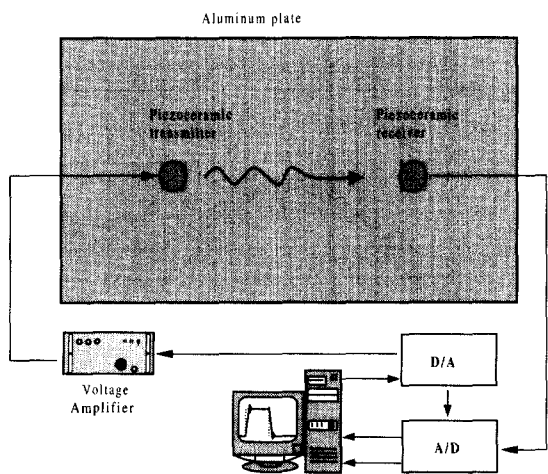 Aluminum plate
Piezoceramic
transmitter
Piezoceramic
receiver
Voltage
Amplifier
D/A
A/D